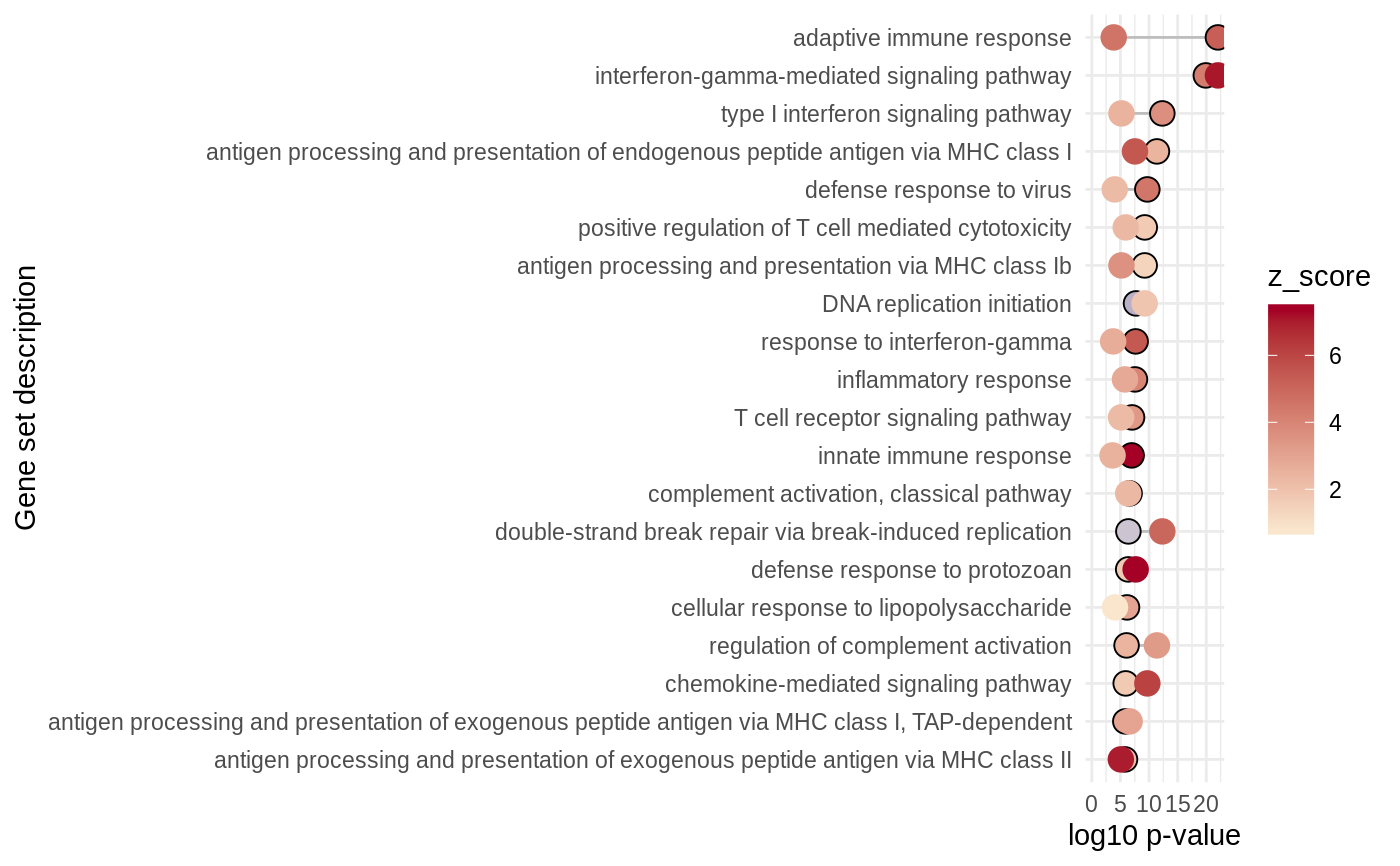 adaptive immune response
interferon-gamma-mediated signaling pathway
type I interferon signaling pathway
antigen processing and presentation of endogenous peptide antigen via MHC class I
defense response to virus
positive regulation of T cell mediated cytotoxicity
antigen processing and presentation via MHC class Ib
DNA replication initiation
response to interferon-gamma
inflammatory response
T cell receptor signaling pathway
innate immune response
complement activation, classical pathway
double-strand break repair via break-induced replication
defense response to protozoan
cellular response to lipopolysaccharide
regulation of complement activation
chemokine-mediated signaling pathway
antigen processing and presentation of exogenous peptide antigen via MHC class I, TAP-dependent
antigen processing and presentation of exogenous peptide antigen via MHC class II
Gene set description
0 5 10 15 20
log10 p-value
z_score
6
4
2